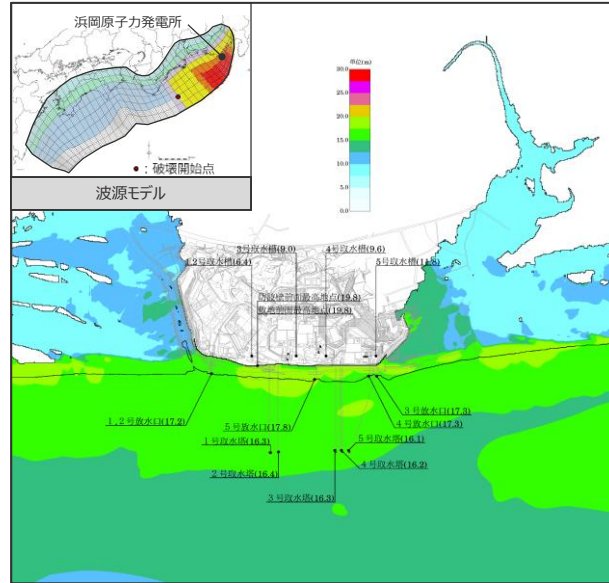 浜岡原子力発電所
●：破壊開始点
波源モデル
単位(m)
30.0
25.0
20.0
15.0
10.0
5.0
0.0
3号取水槽(9.0)
4号取水槽(9.6)
1,2号取水槽(6.4)
5号取水槽(11.8)
防波壁前面最高地点(19.8)
敷地前面最高地点(19.8)
1,2号放水口(17.2)
5号放水口(17.8)
3号放水口(17.3)
4号放水口(17.3)
1号取水塔(16.3)
5号取水塔(16.1)
2号取水塔(16.4)
4号取水塔(16.2)
3号取水塔(16.3)